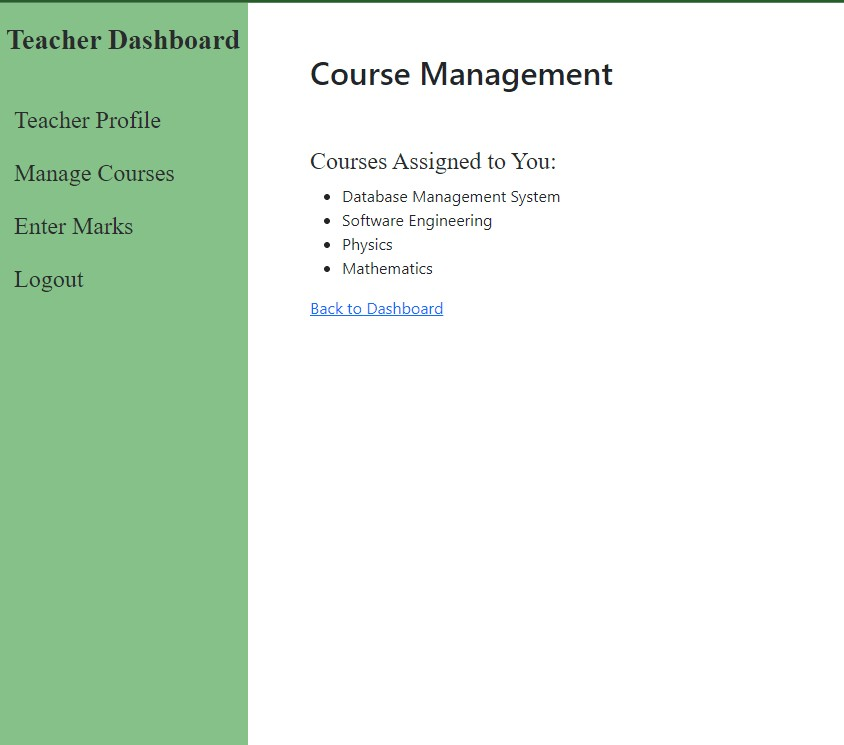 Teacher Dashboard
Teacher Profile
Manage Courses
Enter Marks
Logout
Course Management
Courses Assigned to You:
Database Management System
Software Engineering
Physics
Mathematics
Back to Dashboard